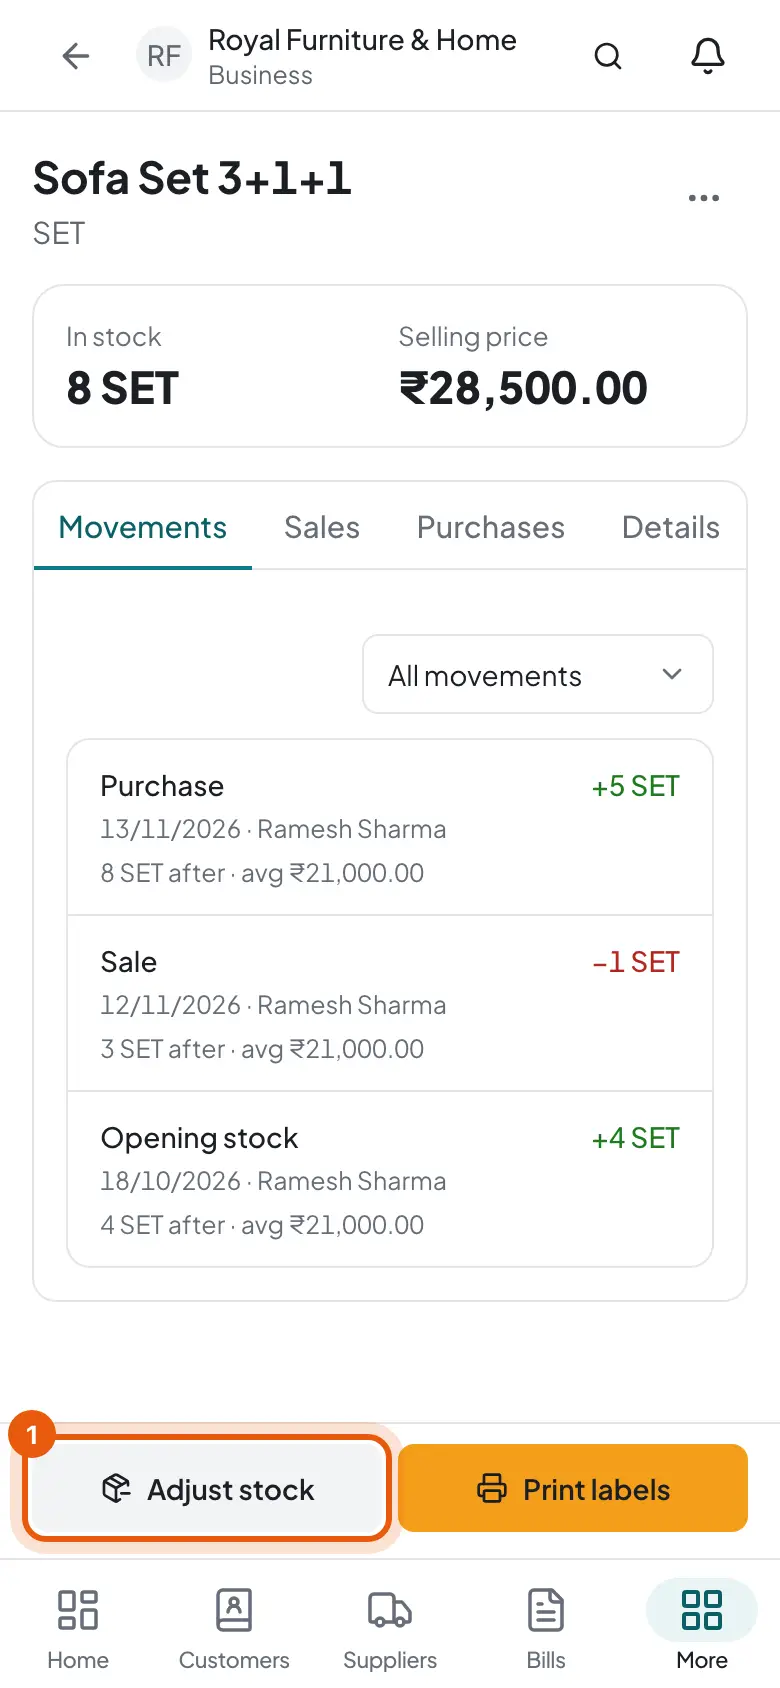 RF
Royal Furniture & Home
Business
Sofa Set 3+1+1
SET
In stock
Selling price
8 SET
₹28,500.00
Movements
Sales
Purchases
Details
All movements
Purchase
+5 SET
13/11/2026 · Ramesh Sharma
8 SET after · avg ₹21,000.00
Sale
−1 SET
12/11/2026 · Ramesh Sharma
3 SET after · avg ₹21,000.00
Opening stock
+4 SET
18/10/2026 · Ramesh Sharma
4 SET after · avg ₹21,000.00
1
Adjust stock
Print labels
Home
Customers
Suppliers
Bills
More